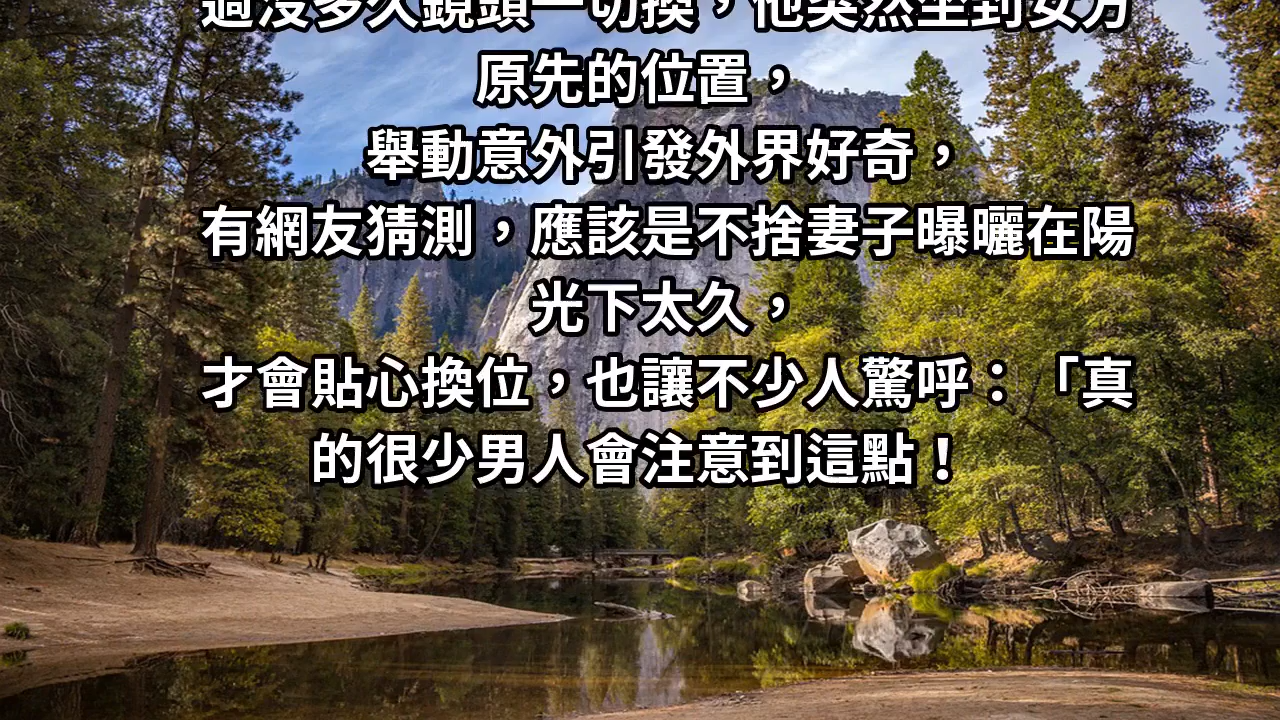 過沒多久鏡頭一切換，他突然坐到女方
原先的位置，
舉動意外引發外界好奇，
有網友猜測，應該是不捨妻子曝曬在陽
光下太久，
才會貼心換位，也讓不少人驚呼：「真
的很少男人會注意到這點！